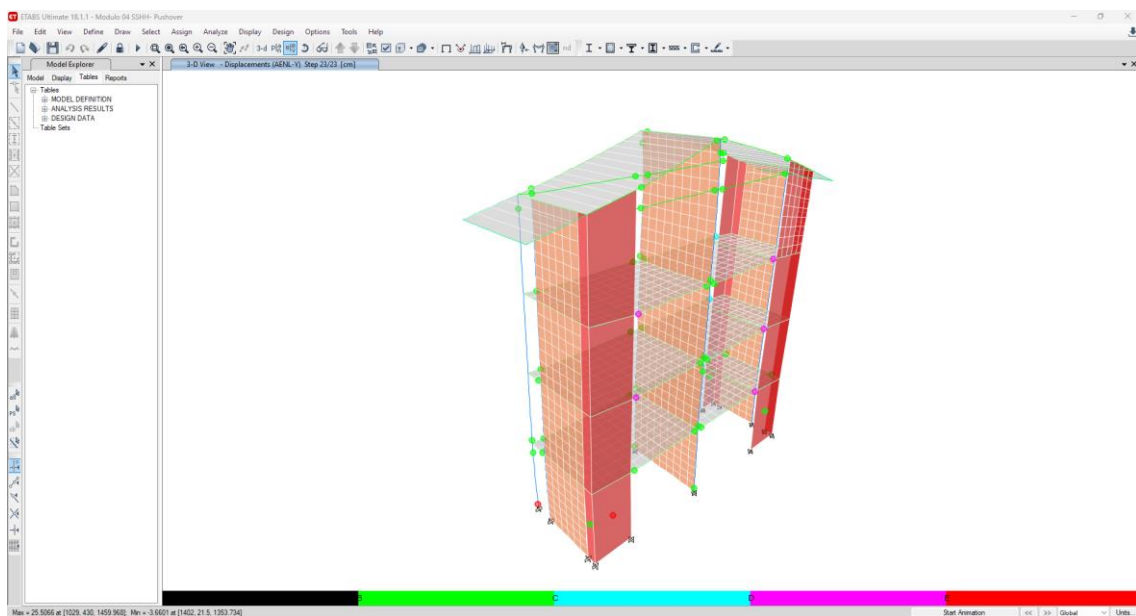 ETABS Ultimate 18.1.1 - Modulo 04 SSHH- Pushover
File Edit View Define Draw Select Assign Analyze Display Design Options Tools Help
3-d
Model Explorer
3-D View - Displacements (AENL-Y) Step 23/23 [cm]
Model Display Tables Reports
Tables
MODEL DEFINITION
ANALYSIS RESULTS
DESIGN DATA
Table Sets
B C D E
Max = 25.5066 at [1029, 430, 1459.968]; Min = -3.6601 at [1402, 21.5, 1353.734]
Start Animation << >> Global Units...